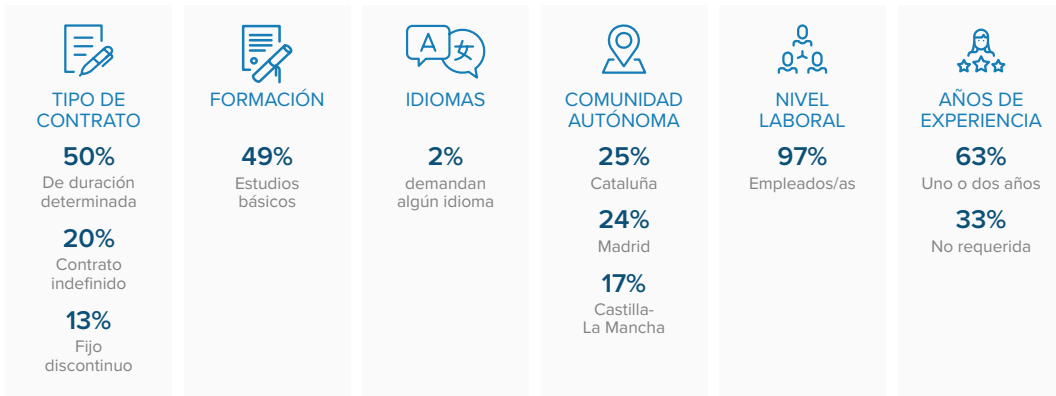 TIPO DE
CONTRATO
50%
De duración
determinada
20%
Contrato
indefinido
13%
Fijo
discontinuo
FORMACIÓN
49%
Estudios
básicos
A 女
IDIOMAS
2%
demandan
algún idioma
COMUNIDAD
AUTÓNOMA
25%
Cataluña
24%
Madrid
17%
Castilla-
La Mancha
NIVEL
LABORAL
97%
Empleados/as
AÑOS DE
EXPERIENCIA
63%
Uno o dos años
33%
No requerida